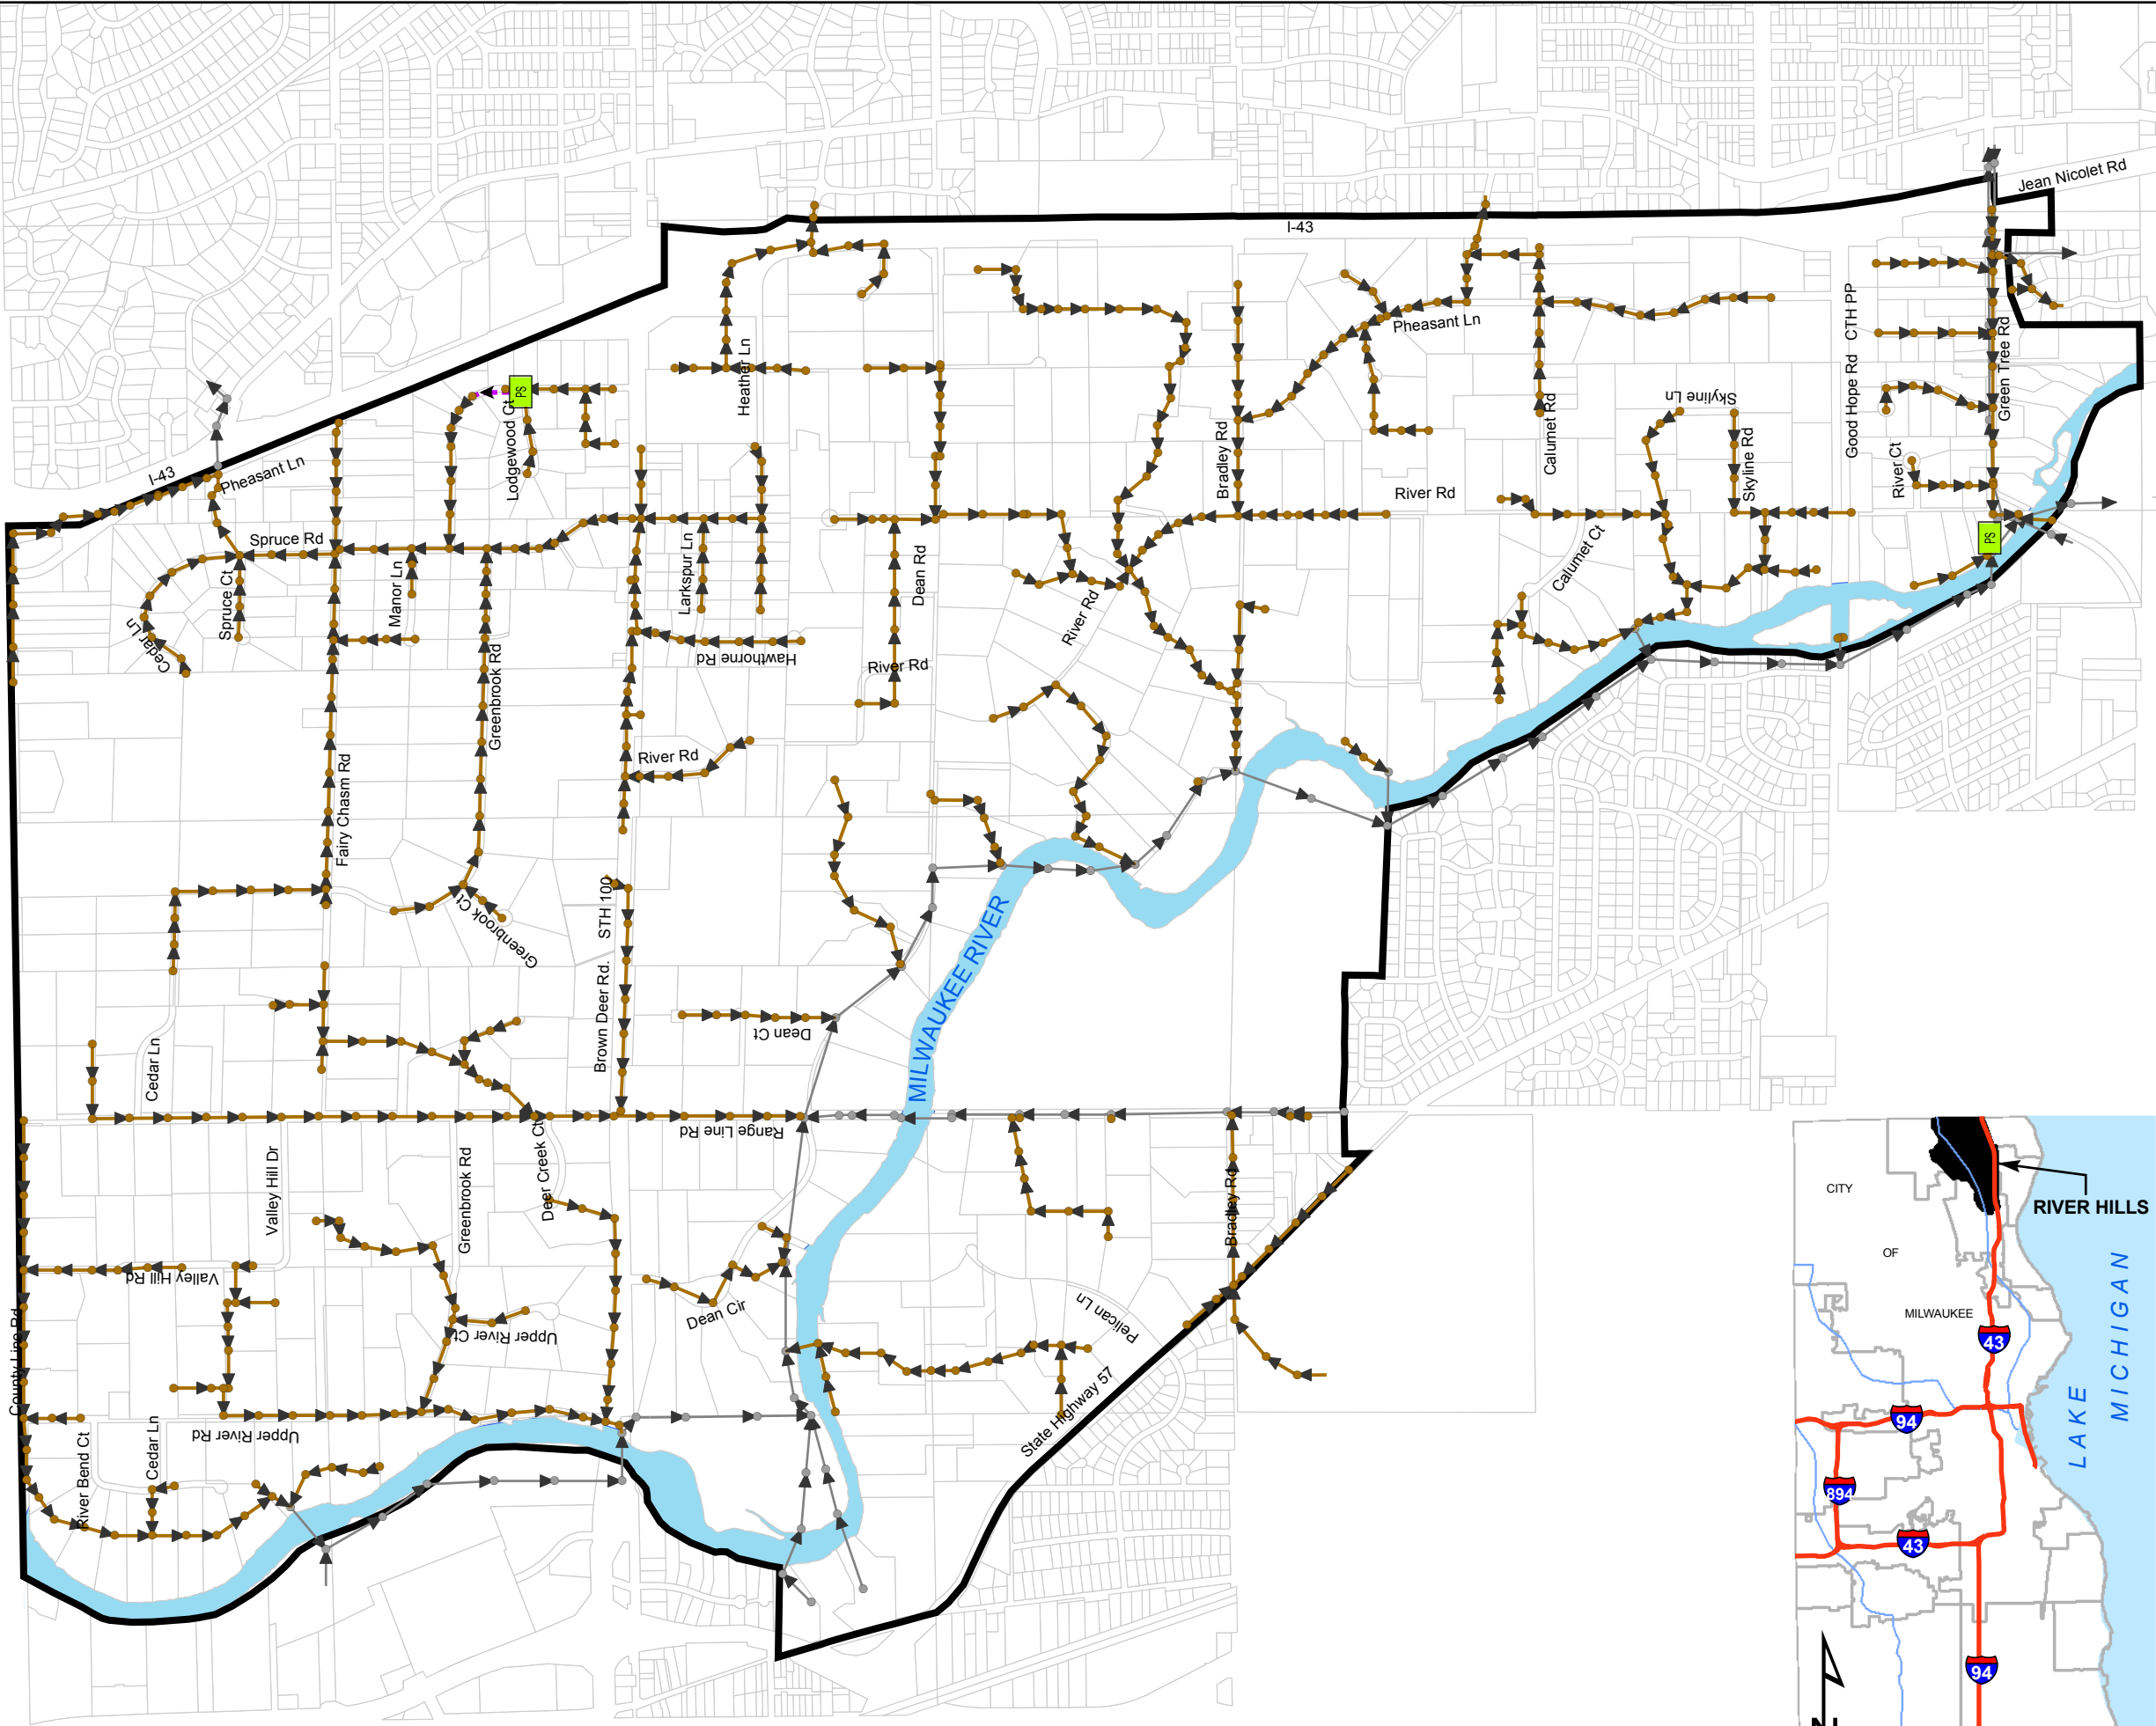 Jean Nicolet Rd
I-43
CTH PP
Pheasant Ln
Green Tree Rd
Heather Ln
PS
Lodgewood Ct
Skyline Ln
Good Hope Rd
Calumet Rd
Bradley Rd
Skyline Rd
River Ct
I-43
Pheasant Ln
River Rd
PS
Spruce Rd
Calumet Ct
Larkspur Ln
Dean Rd
Manor Ln
Spruce Ct
Cedar Ln
River Rd
Hawthorne Rd
River Rd
Greenbrook Rd
River Rd
Fairy Chasm Rd
STH 100
Greenbrook Ct
MILWAUKEE RIVER
Brown Deer Rd.
Dean Ct
Cedar Ln
Range Line Rd
Deer Creek Ct
Valley Hill Dr
Greenbrook Rd
Bradley Rd
Valley Hill Rd
Dean Cir
Pelican Ln
Upper River Ct
County Line Rd
State Highway 57
Upper River Rd
Cedar Ln
River Bend Ct
CITY
RIVER HILLS
OF
MILWAUKEE
43
LAKE
MICHIGAN
94
894
43
94
N